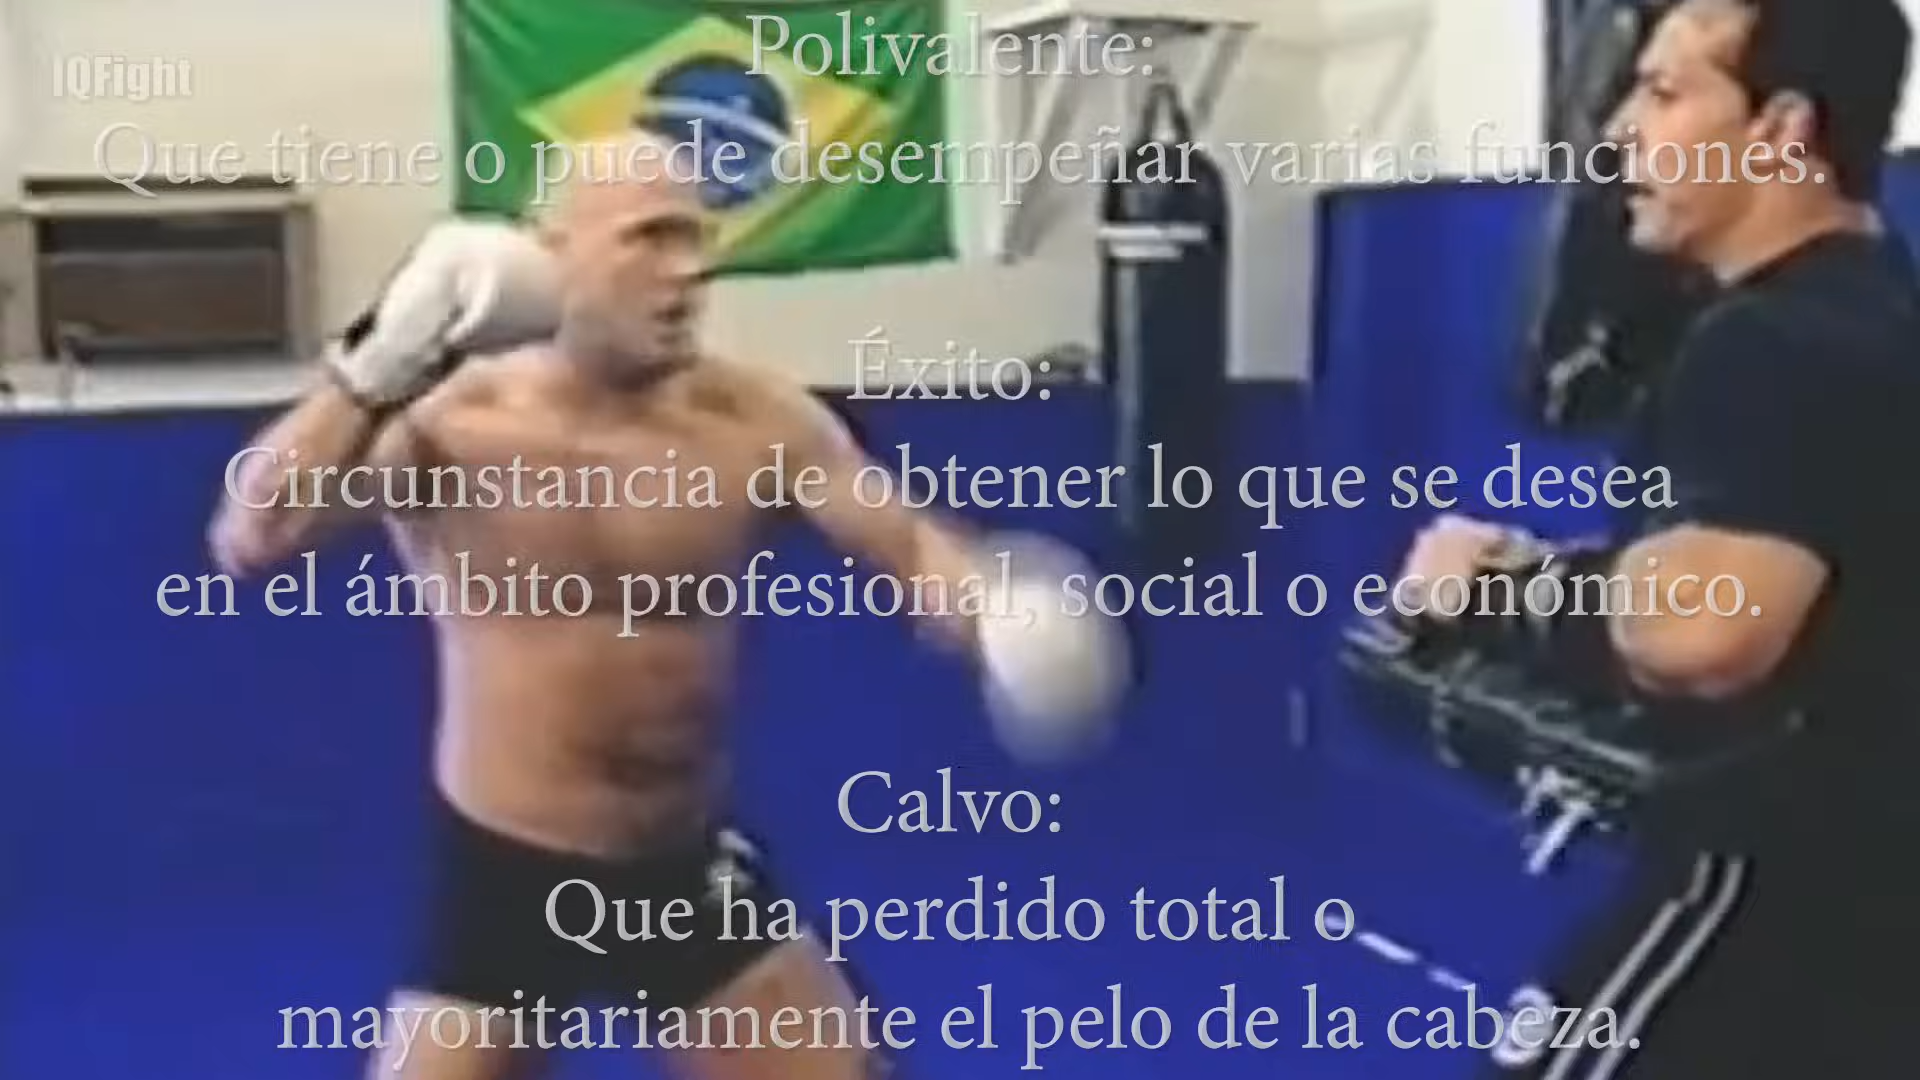 IQFight
Polivalente:
Que tiene o puede desempeñar varias funciones.
Éxito:
Circunstancia de obtener lo que se desea
en el ámbito profesional, social o económico.
Calvo:
Que ha perdido total o
mayoritariamente el pelo de la cabeza.